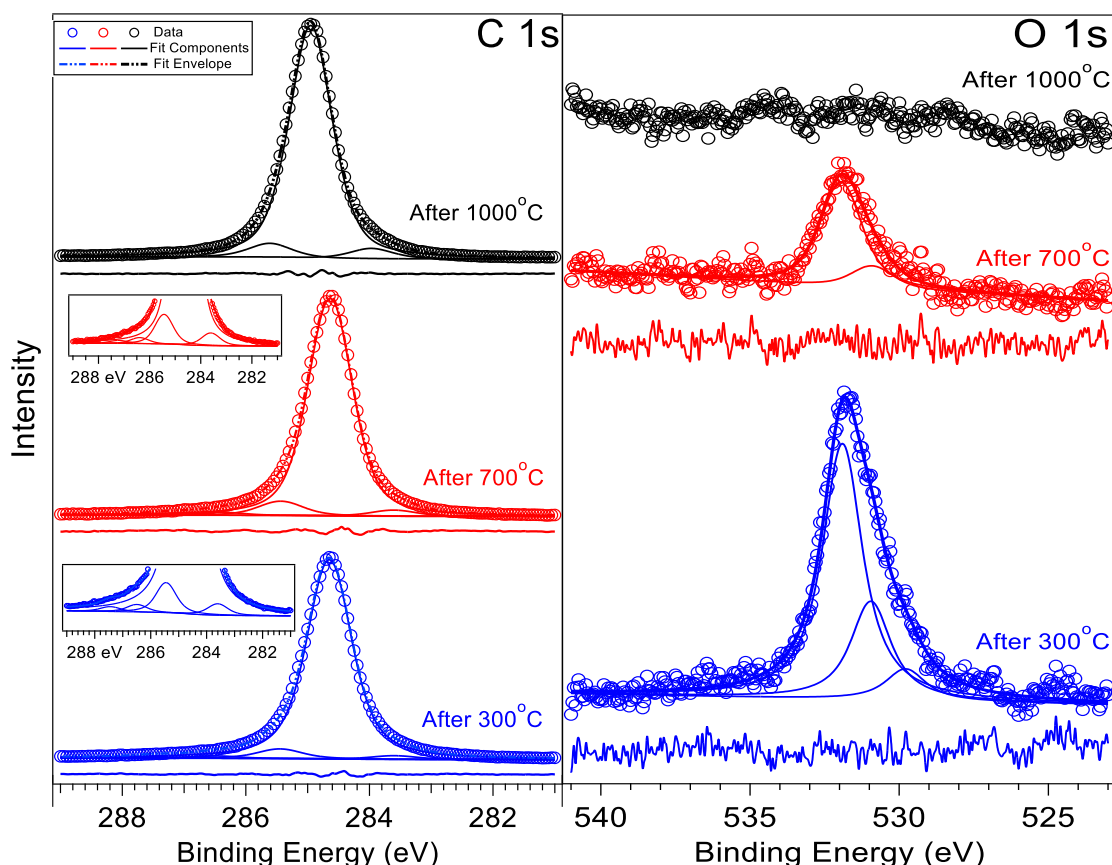 C 1s
Data
Fit Components
Fit Envelope
After 1000°C
288 eV 286 284 282
After 700°C
288 eV 286 284 282
After 300°C
Intensity
288 286 284 282
Binding Energy (eV)
O 1s
After 1000°C
After 700°C
After 300°C
540 535 530 525
Binding Energy (eV)